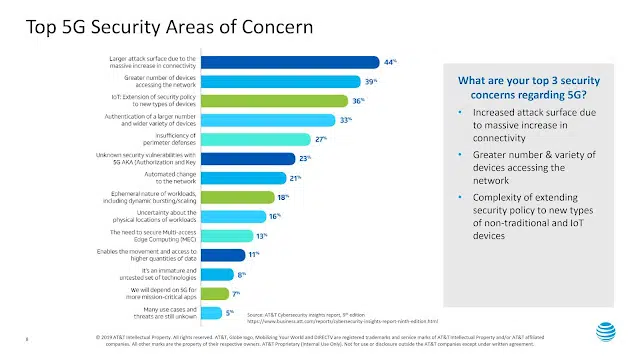 Top 5G Security Areas of Concern
Larger attack surface due to the
massive increase in connectivity
44%
Greater number of devices
accessing the network
39%
IoT: Extension of security policy
to new types of devices
36%
Authentication of a larger number
and wider variety of devices
33%
Insufficiency of
perimeter defenses
27%
Unknown security vulnerabilities with
5G AKA (Authorization and Key
23%
Automated change
to the network
21%
Ephemeral nature of workloads,
including dynamic bursting/scaling
18%
Uncertainty about the
physical locations of workloads
16%
The need to secure Multi-access
Edge Computing (MEC)
13%
Enables the movement and access to
higher quantities of data
11%
It's an immature and
untested set of technologies
8%
We will depend on 5G for
more mission-critical apps
7%
Many use cases and
threats are still unknown
5%
What are your top 3 security
concerns regarding 5G?
• Increased attack surface due
to massive increase in
connectivity
• Greater number & variety of
devices accessing the
network
• Complexity of extending
security policy to new types
of non-traditional and IoT
devices
Source: AT&T Cybersecurity insights report, 9th edition
https://www.business.att.com/reports/cybersecurity-insights-report-ninth-edition.html
© 2019 AT&T Intellectual Property. All rights reserved. AT&T, Globe logo, Mobilizing Your World and DIRECTV are registered trademarks and service marks of AT&T Intellectual Property and/or AT&T affiliated
companies. All other marks are the property of their respective owners. AT&T Proprietary (Internal Use Only). Not for use or disclosure outside the AT&T companies except under written agreement.
AT&T